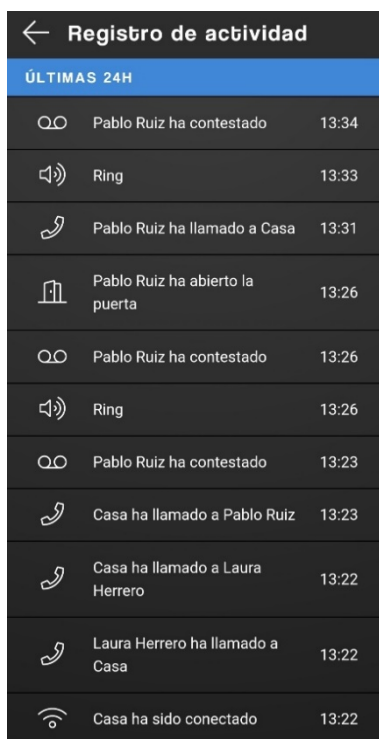 Registro de actividad
ÚLTIMAS 24H
Pablo Ruiz ha contestado 13:34
Ring 13:33
Pablo Ruiz ha llamado a Casa 13:31
Pablo Ruiz ha abierto la
puerta 13:26
Pablo Ruiz ha contestado 13:26
Ring 13:26
Pablo Ruiz ha contestado 13:23
Casa ha llamado a Pablo Ruiz 13:23
Casa ha llamado a Laura
Herrero 13:22
Laura Herrero ha llamado a
Casa 13:22
Casa ha sido conectado 13:22